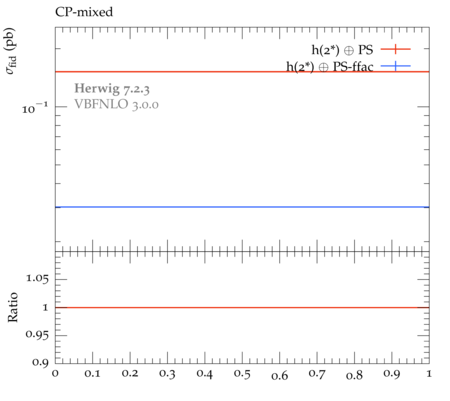 CP-mixed
σfid (pb)
h(2*) ⊕ PS
h(2*) ⊕ PS-ffac
Herwig 7.2.3
VBFNLO 3.0.0
10⁻¹
Ratio
1.05
1
0.95
0.9
0 0.1 0.2 0.3 0.4 0.5 0.6 0.7 0.8 0.9 1